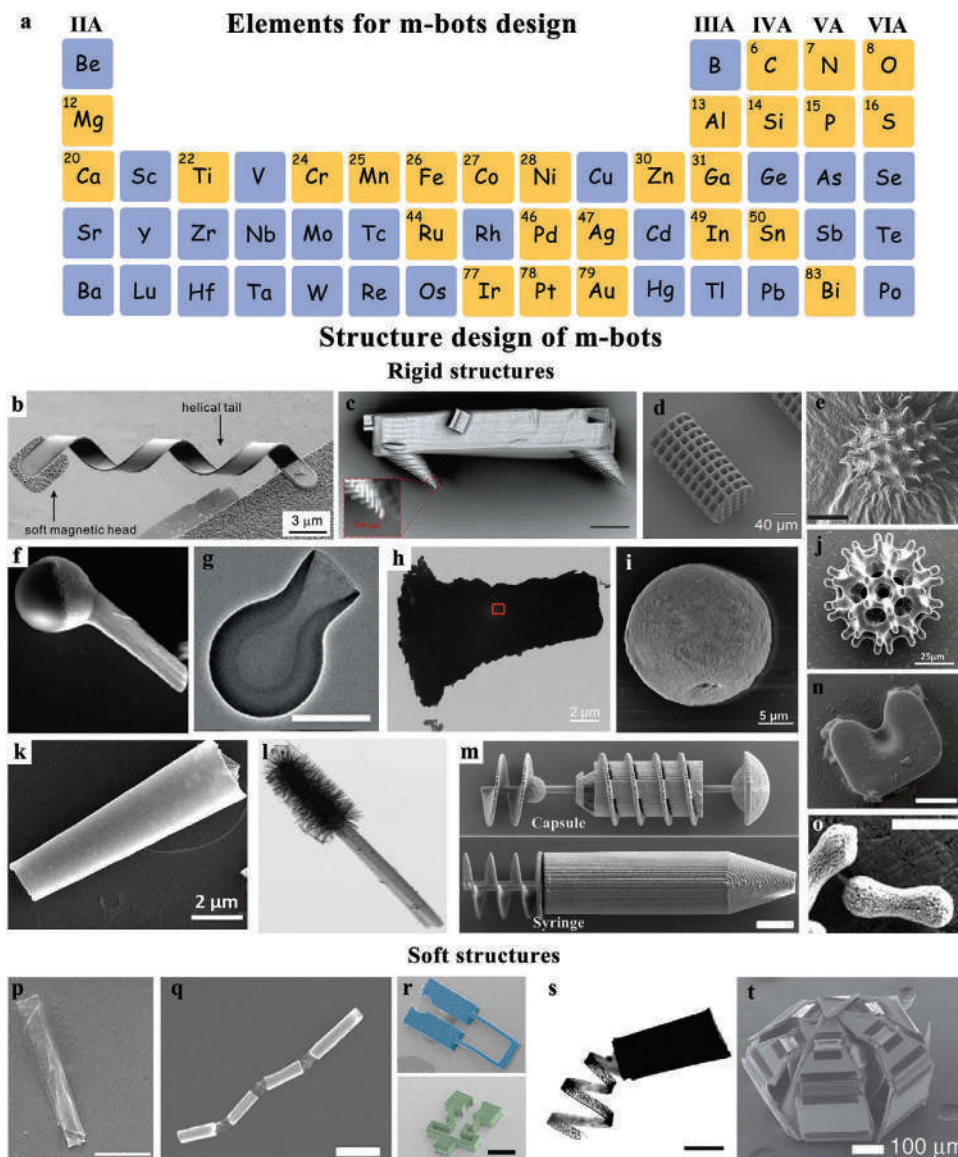 a
Elements for m-bots design
IIA IIIA IVA VA VIA
Be B 6 C 7 N 8 O
12 Mg 13 Al 14 Si 15 P 16 S
20 Ca Sc 22 Ti V 24 Cr 25 Mn 26 Fe 27 Co 28 Ni Cu 30 Zn 31 Ga Ge As Se
Sr Y Zr Nb Mo Tc 44 Ru Rh 46 Pd 47 Ag Cd 49 In 50 Sn Sb Te
Ba Lu Hf Ta W Re Os 77 Ir 78 Pt 79 Au Hg Tl Pb 83 Bi Po
Structure design of m-bots
Rigid structures
b
helical tail
soft magnetic head
3 μm
c
d
40 μm
e
f
g
h
2 μm
i
5 μm
j
25μm
k
2 μm
l
m
Capsule
Syringe
n
o
Soft structures
p
q
r
s
t
100 μm